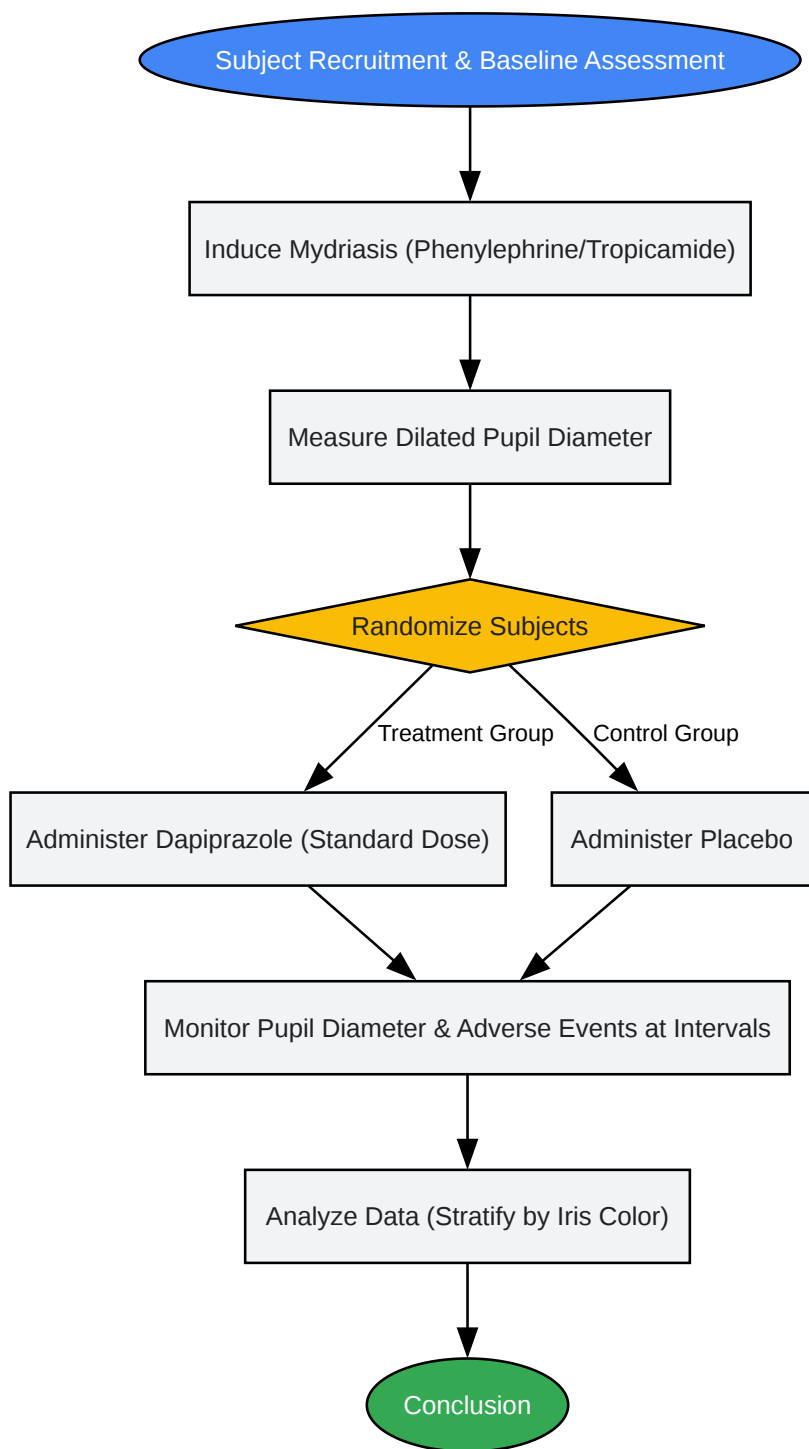 Subject Recruitment & Baseline Assessment
Induce Mydriasis (Phenylephrine/Tropicamide)
Measure Dilated Pupil Diameter
Randomize Subjects
Treatment Group
Control Group
Administer Dapiprazole (Standard Dose)
Administer Placebo
Monitor Pupil Diameter & Adverse Events at Intervals
Analyze Data (Stratify by Iris Color)
Conclusion